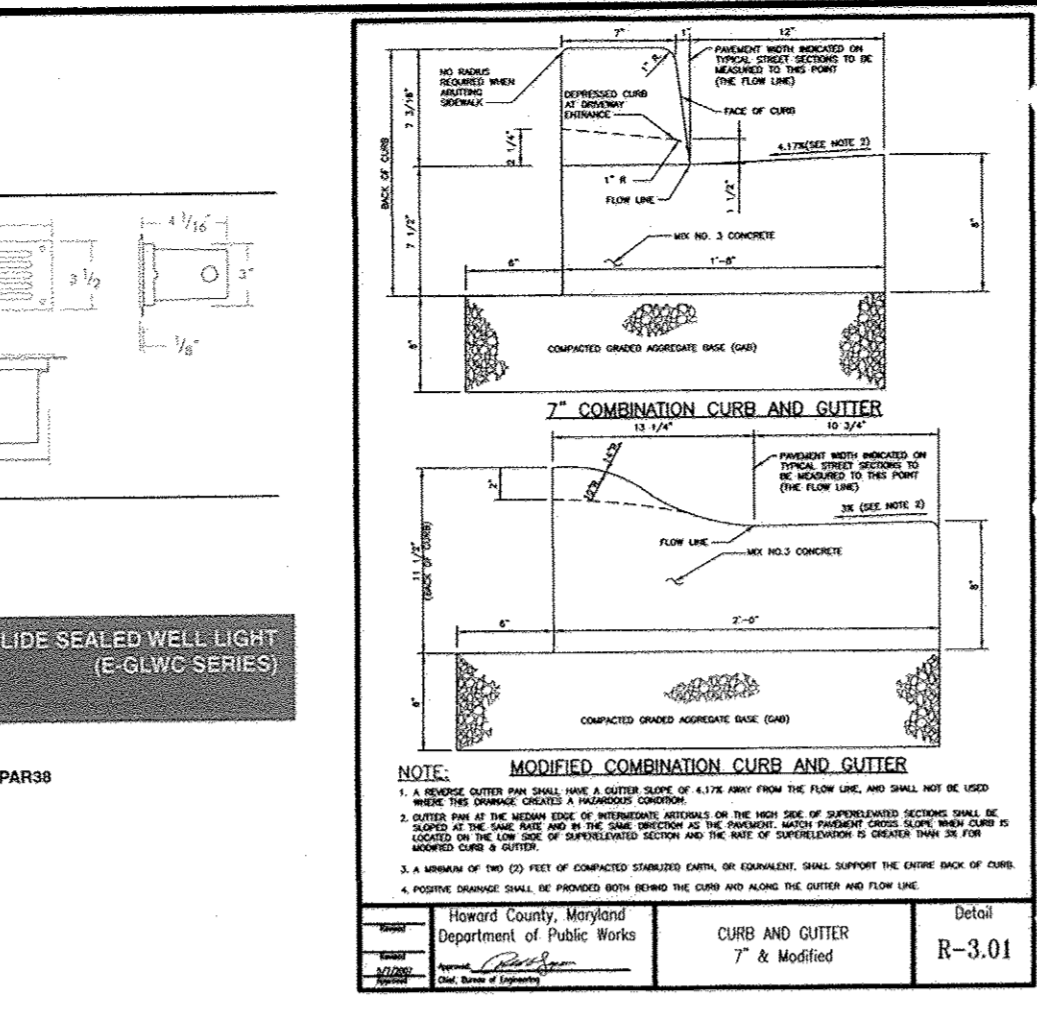 4 1/16"
3 1/2
3"
1/8"
LIDE SEALED WELL LIGHT
(E-GLWC SERIES)
PAR38
7"
1"
12"
NO RADIUS
REQUIRED WHEN
ABUTTING
SIDEWALK
1" R
PAVEMENT WIDTH INDICATED ON
TYPICAL STREET SECTIONS TO BE
MEASURED TO THIS POINT
(THE FLOW LINE)
DEPRESSED CURB
AT DRIVEWAY
ENTRANCE
FACE OF CURB
7 3/16"
BACK OF CURB
2 1/4"
4.17%(SEE NOTE 2)
1" R
FLOW LINE
1 1/2"
7 1/2"
MIX NO. 3 CONCRETE
8"
6"
1'-8"
6"
COMPACTED GRADED AGGREGATE BASE (GAB)
7" COMBINATION CURB AND GUTTER
13 1/4"
10 3/4"
PAVEMENT WIDTH INDICATED ON
TYPICAL STREET SECTIONS TO
BE MEASURED TO THIS POINT
(THE FLOW LINE)
2"
3% (SEE NOTE 2)
FLOW LINE
MIX NO.3 CONCRETE
11 1/2"
(BACK OF CURB)
8"
6"
2'-0"
6"
COMPACTED GRADED AGGREGATE BASE (GAB)
MODIFIED COMBINATION CURB AND GUTTER
NOTE:
1. A REVERSE GUTTER PAN SHALL HAVE A GUTTER SLOPE OF 4.17% AWAY FROM THE FLOW LINE, AND SHALL NOT BE USED
WHERE THIS DRAINAGE CREATES A HAZARDOUS CONDITION.
2. GUTTER PAN AT THE MEDIAN EDGE OF INTERMEDIATE ARTERIALS OR THE HIGH SIDE OF SUPERELEVATED SECTIONS SHALL BE
SLOPED AT THE SAME RATE AND IN THE SAME DIRECTION AS THE PAVEMENT. MATCH PAVEMENT CROSS SLOPE WHEN CURB IS
LOCATED ON THE LOW SIDE OF SUPERELEVATED SECTION AND THE RATE OF SUPERELEVATION IS GREATER THAN 3% FOR
MODIFIED CURB & GUTTER.
3. A MINIMUM OF TWO (2) FEET OF COMPACTED STABILIZED EARTH, OR EQUIVALENT, SHALL SUPPORT THE ENTIRE BACK OF CURB.
4. POSITIVE DRAINAGE SHALL BE PROVIDED BOTH BEHIND THE CURB AND ALONG THE GUTTER AND FLOW LINE.
Revised
Revised
5/7/2007
Approved
Howard County, Maryland
Department of Public Works
Approved:
Chief, Bureau of Engineering
CURB AND GUTTER
7" & Modified
Detail
R-3.01